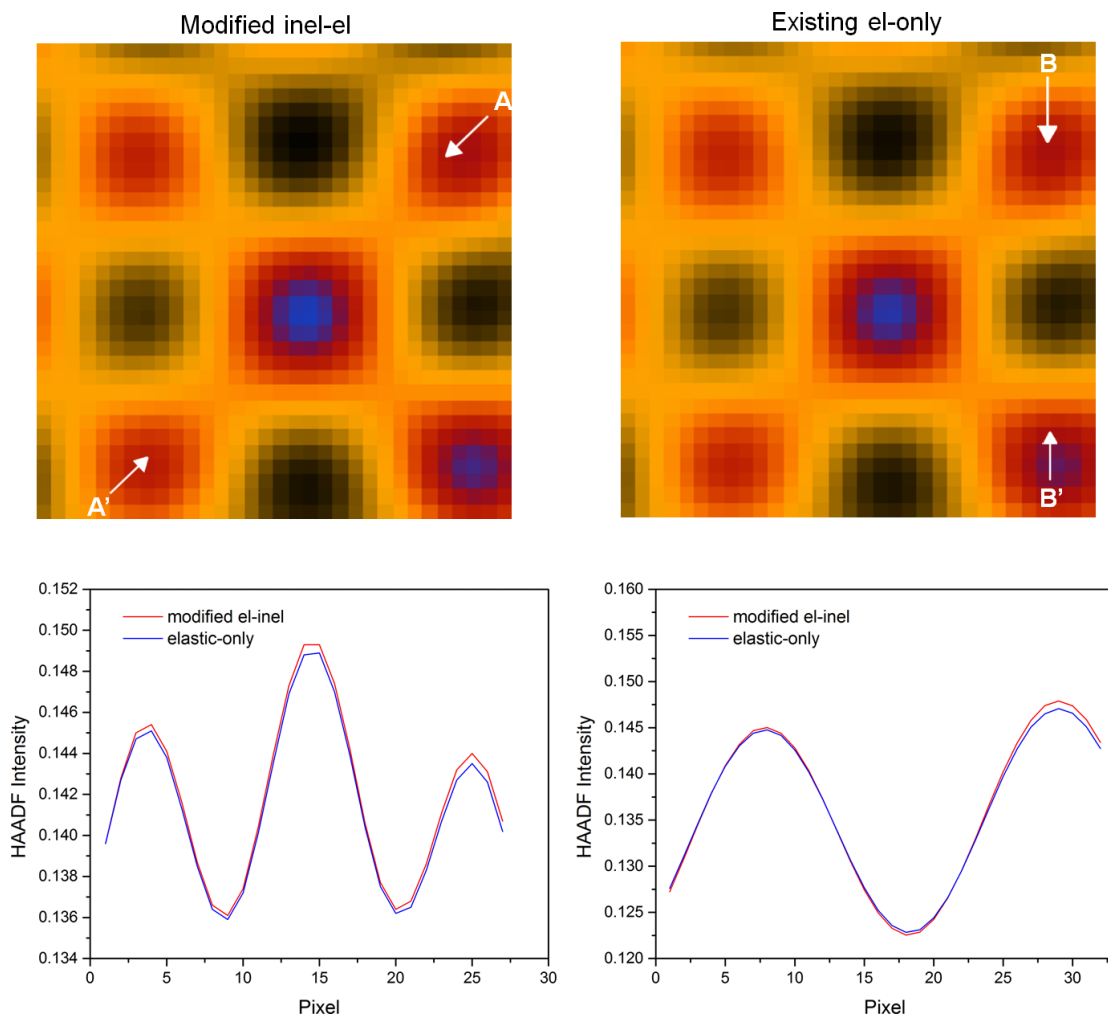 Modified inel-el
Existing el-only
A
B
A’
B’
0.152
0.150
0.148
0.146
0.144
0.142
0.140
0.138
0.136
0.134
HAADF Intensity
modified el-inel
elastic-only
0 5 10 15 20 25 30
Pixel
0.160
0.155
0.150
0.145
0.140
0.135
0.130
0.125
0.120
HAADF Intensity
modified el-inel
elastic-only
0 5 10 15 20 25 30
Pixel